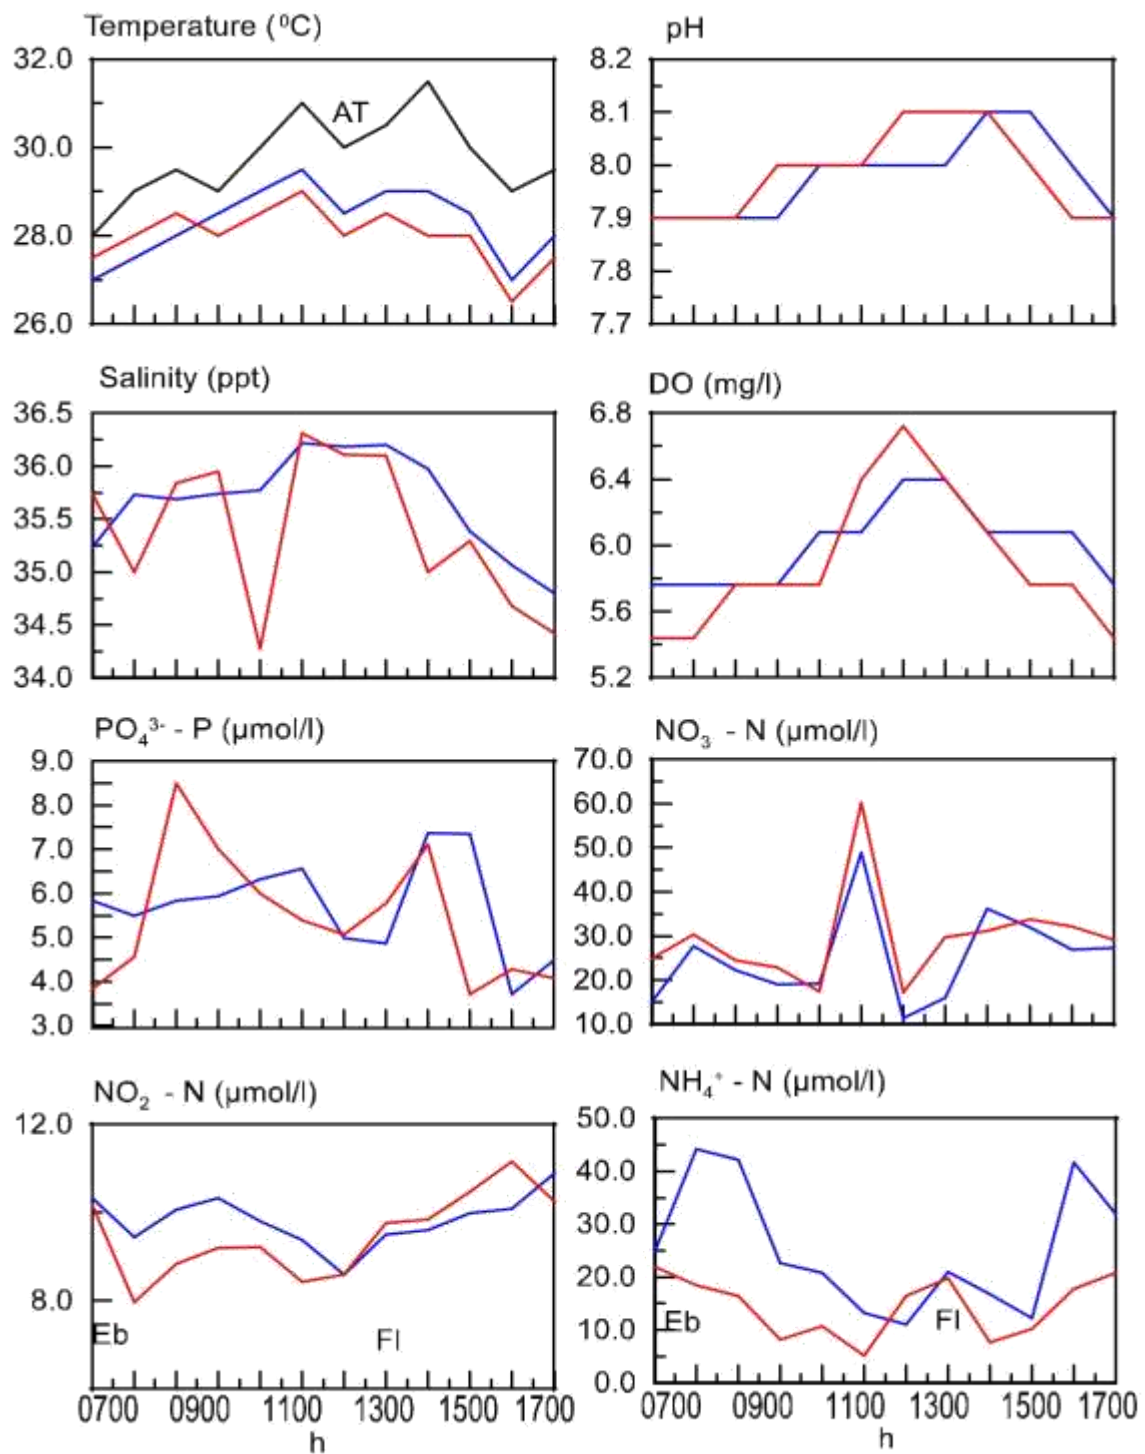 Temperature (⁰C)
32.0
30.0
28.0
26.0
AT
pH
8.2
8.1
8.0
7.9
7.8
7.7
Salinity (ppt)
36.5
36.0
35.5
35.0
34.5
34.0
DO (mg/l)
6.8
6.4
6.0
5.6
5.2
PO₄³⁻ - P (µmol/l)
9.0
8.0
7.0
6.0
5.0
4.0
3.0
NO₃ - N (µmol/l)
70.0
60.0
50.0
40.0
30.0
20.0
10.0
NO₂ - N (µmol/l)
12.0
8.0
Eb
Fl
0700 0900 1100 1300 1500 1700
h
NH₄⁺ - N (µmol/l)
50.0
40.0
30.0
20.0
10.0
0.0
Eb
Fl
0700 0900 1100 1300 1500 1700
h